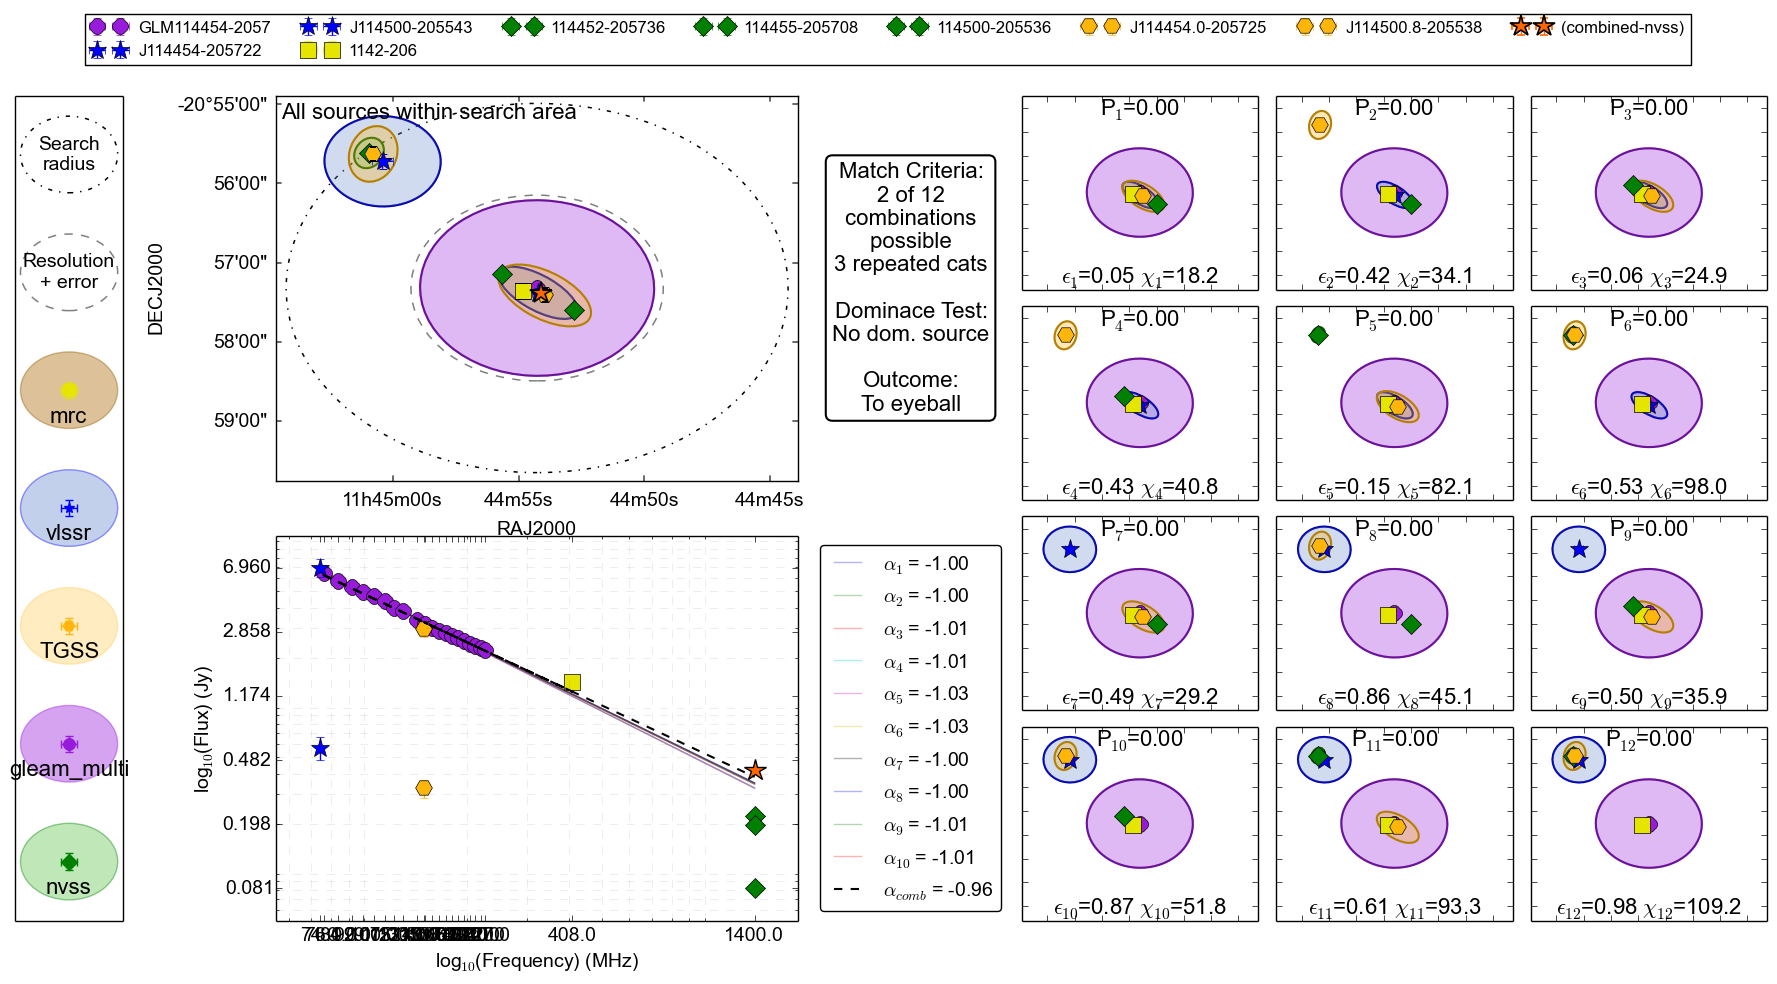 GLM114454-2057
J114500-205543
114452-205736
114455-205708
114500-205536
J114454.0-205725
J114500.8-205538
(combined-nvss)
J114454-205722
1142-206
Search
radius
Resolution
+ error
mrc
vlssr
TGSS
gleam_multi
nvss
All sources within search area
-20°55'00"
56'00"
57'00"
58'00"
59'00"
DECJ2000
11h45m00s
44m55s
44m50s
44m45s
RAJ2000
Match Criteria:
2 of 12
combinations
possible
3 repeated cats
Dominace Test:
No dom. source
Outcome:
To eyeball
6.960
2.858
1.174
0.482
0.198
0.081
log₁₀(Flux) (Jy)
408.0
1400.0
log₁₀(Frequency) (MHz)
α₁ = -1.00
α₂ = -1.00
α₃ = -1.01
α₄ = -1.01
α₅ = -1.03
α₆ = -1.03
α₇ = -1.00
α₈ = -1.00
α₉ = -1.01
α₁₀ = -1.01
α_comb = -0.96
P₁=0.00
ϵ₁=0.05 χ₁=18.2
P₂=0.00
ϵ₂=0.42 χ₂=34.1
P₃=0.00
ϵ₃=0.06 χ₃=24.9
P₄=0.00
ϵ₄=0.43 χ₄=40.8
P₅=0.00
ϵ₅=0.15 χ₅=82.1
P₆=0.00
ϵ₆=0.53 χ₆=98.0
P₇=0.00
ϵ₇=0.49 χ₇=29.2
P₈=0.00
ϵ₈=0.86 χ₈=45.1
P₉=0.00
ϵ₉=0.50 χ₉=35.9
P₁₀=0.00
ϵ₁₀=0.87 χ₁₀=51.8
P₁₁=0.00
ϵ₁₁=0.61 χ₁₁=93.3
P₁₂=0.00
ϵ₁₂=0.98 χ₁₂=109.2